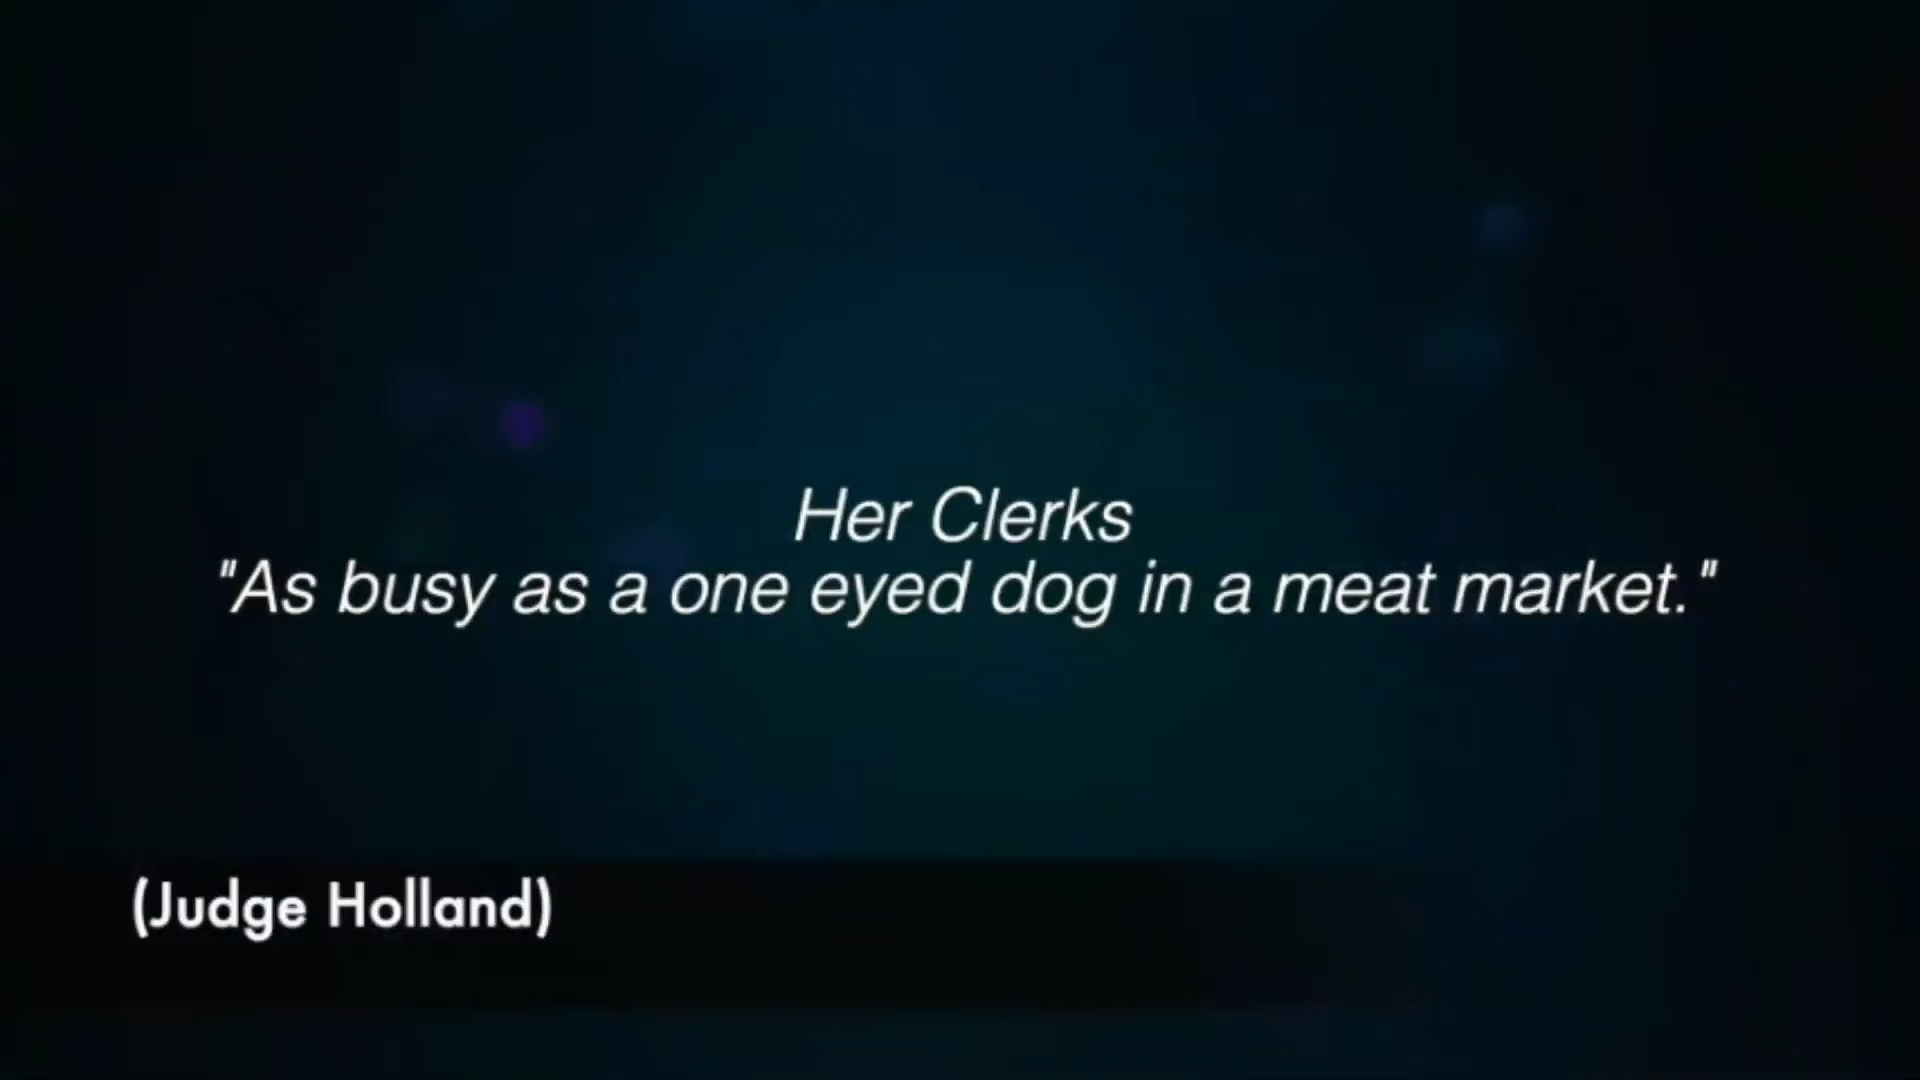 Her Clerks
"As busy as a one eyed dog in a meat market."
(Judge Holland)